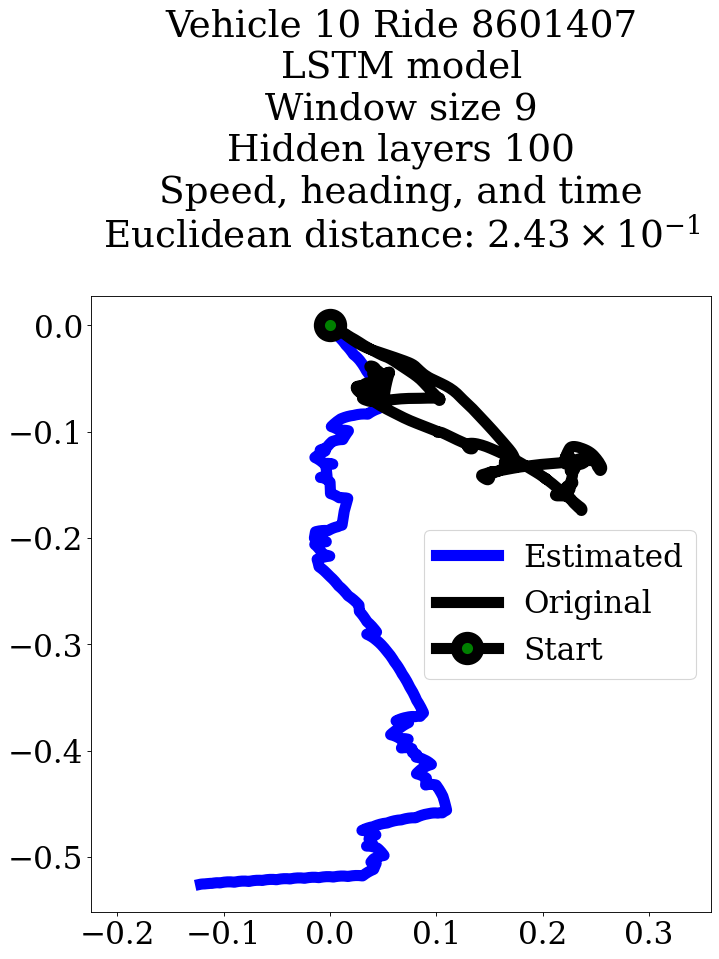 Vehicle 10 Ride 8601407
LSTM model
Window size 9
Hidden layers 100
Speed, heading, and time
Euclidean distance: 2.43 × 10⁻¹
0.0
−0.1
−0.2
−0.3
−0.4
−0.5
Estimated
Original
Start
−0.2 −0.1 0.0 0.1 0.2 0.3